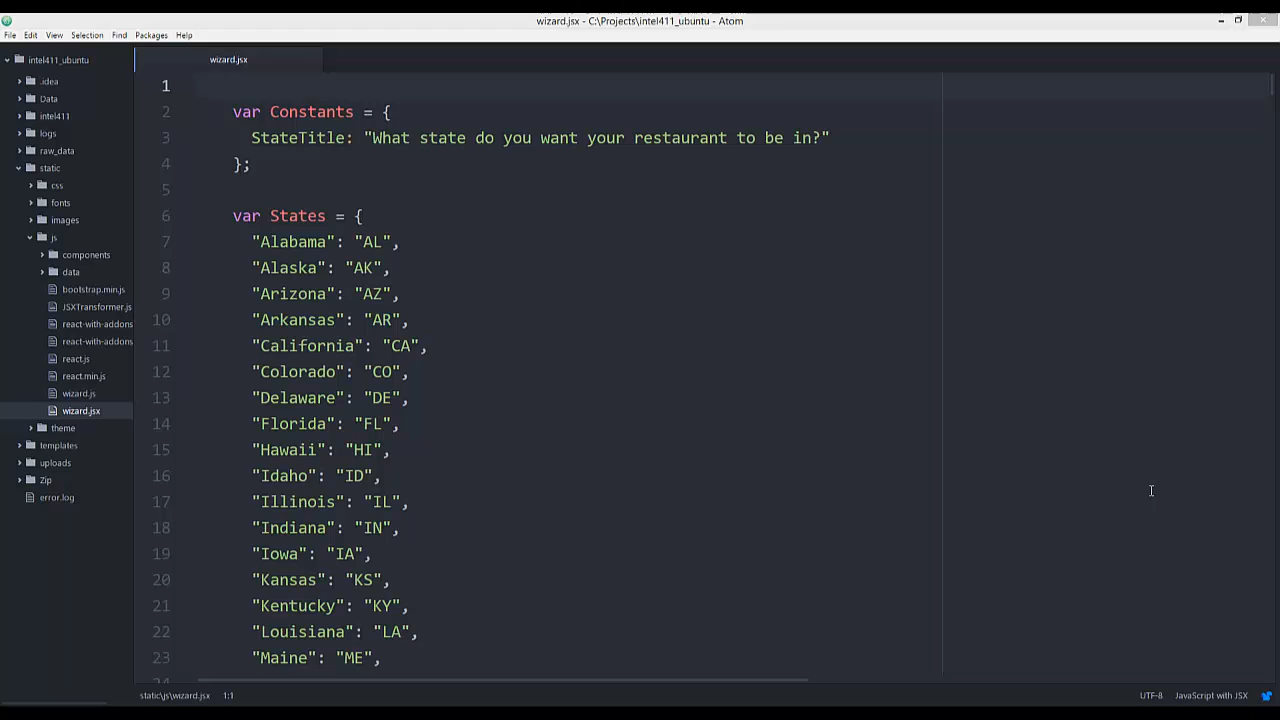 wizard.jsx - C:\Projects\intel411_ubuntu - Atom
File Edit View Selection Find Packages Help
intel411_ubuntu
.idea
Data
intel411
logs
raw_data
static
css
fonts
images
js
components
data
bootstrap.min.js
JSXTransformer.js
react-with-addons
react-with-addons
react.js
react.min.js
wizard.js
wizard.jsx
theme
templates
uploads
Zip
error.log
wizard.jsx
1
2 var Constants = {
3 StateTitle: "What state do you want your restaurant to be in?"
4 };
5
6 var States = {
7 "Alabama": "AL",
8 "Alaska": "AK",
9 "Arizona": "AZ",
10 "Arkansas": "AR",
11 "California": "CA",
12 "Colorado": "CO",
13 "Delaware": "DE",
14 "Florida": "FL",
15 "Hawaii": "HI",
16 "Idaho": "ID",
17 "Illinois": "IL",
18 "Indiana": "IN",
19 "Iowa": "IA",
20 "Kansas": "KS",
21 "Kentucky": "KY",
22 "Louisiana": "LA",
23 "Maine": "ME",
24
static\js\wizard.jsx 1:1 UTF-8 JavaScript with JSX